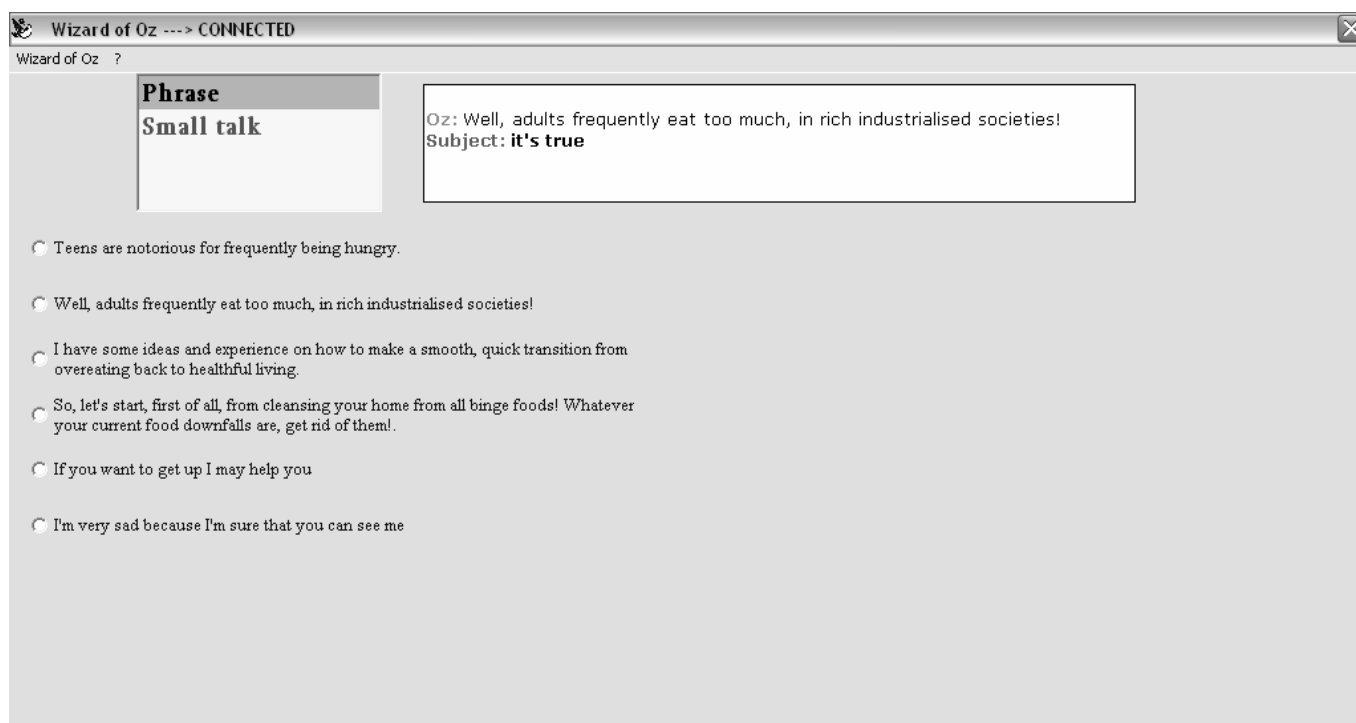 Wizard of Oz ---> CONNECTED
Wizard of Oz ?
Phrase
Small talk
Oz: Well, adults frequently eat too much, in rich industrialised societies!
Subject: it's true
Teens are notorious for frequently being hungry.
Well, adults frequently eat too much, in rich industrialised societies!
I have some ideas and experience on how to make a smooth, quick transition from
overeating back to healthful living.
So, let's start, first of all, from cleansing your home from all binge foods! Whatever
your current food downfalls are, get rid of them!.
If you want to get up I may help you
I'm very sad because I'm sure that you can see me